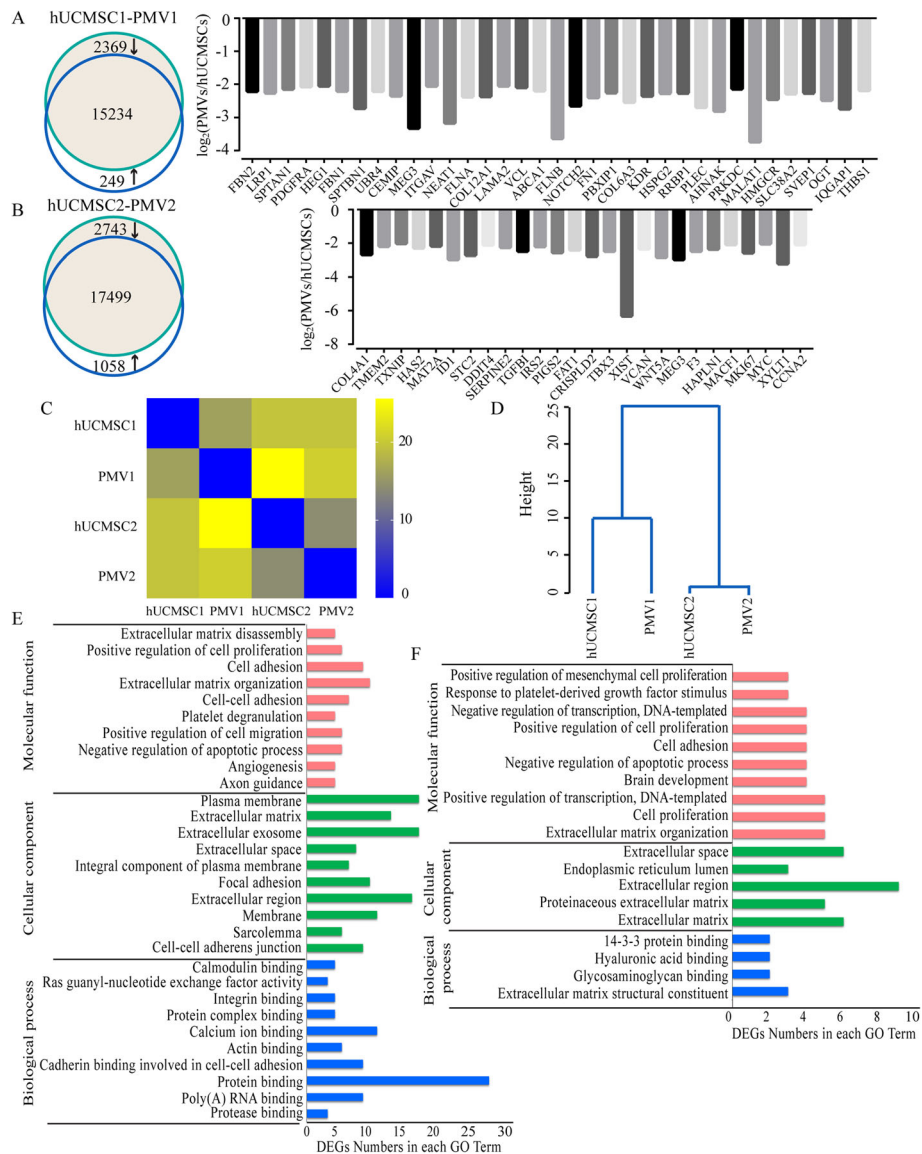 A
hUCMSC1-PMV1
2369↓
15234
249 ↑
log2(PMVs/hUCMSCs)
0
-1
-2
-3
-4
FBN2
LRP1
SPTAN1
PDGFRA
HEG1
FBN1
SPTBN1
UBR4
CEMIP
MEG3
ITGAV
NEAT1
FLNA
COL12A1
LAMA2
VCL
ABCA1
FLNB
NOTCH2
FN1
PBXIP1
COL6A3
KDR
HSPG2
RRBP1
PLEC
AHNAK
PRKDC
MALAT1
HMGCR
SLC38A2
SVEP1
OGT
IQGAP1
THBS1
B
hUCMSC2-PMV2
2743↓
17499
1058 ↑
log2(PMVs/hUCMSCs)
0
-2
-4
-6
-8
COL4A1
TMEM2
TXNIP
HAS2
MAT2A
ID1
STC2
DDIT4
SERPINE2
TGFBI
IRS2
PIGS2
FAT1
CRISPLD2
TBX3
XIST
VCAN
WNT5A
MEG3
F3
HAPLN1
MACF1
MKI67
MYC
XYLT1
CCNA2
C
hUCMSC1
PMV1
hUCMSC2
PMV2
hUCMSC1 PMV1 hUCMSC2 PMV2
20
10
0
D
Height
25
20
15
10
5
0
hUCMSC1
PMV1
hUCMSC2
PMV2
E
Molecular function
Extracellular matrix disassembly
Positive regulation of cell proliferation
Cell adhesion
Extracellular matrix organization
Cell-cell adhesion
Platelet degranulation
Positive regulation of cell migration
Negative regulation of apoptotic process
Angiogenesis
Axon guidance
Cellular component
Plasma membrane
Extracellular matrix
Extracellular exosome
Extracellular space
Integral component of plasma membrane
Focal adhesion
Extracellular region
Membrane
Sarcolemma
Cell-cell adherens junction
Biological process
Calmodulin binding
Ras guanyl-nucleotide exchange factor activity
Integrin binding
Protein complex binding
Calcium ion binding
Actin binding
Cadherin binding involved in cell-cell adhesion
Protein binding
Poly(A) RNA binding
Protease binding
0 5 10 15 20 25 30
DEGs Numbers in each GO Term
F
Molecular function
Positive regulation of mesenchymal cell proliferation
Response to platelet-derived growth factor stimulus
Negative regulation of transcription, DNA-templated
Positive regulation of cell proliferation
Cell adhesion
Negative regulation of apoptotic process
Brain development
Positive regulation of transcription, DNA-templated
Cell proliferation
Extracellular matrix organization
Cellular
component
Extracellular space
Endoplasmic reticulum lumen
Extracellular region
Proteinaceous extracellular matrix
Extracellular matrix
Biological
process
14-3-3 protein binding
Hyaluronic acid binding
Glycosaminoglycan binding
Extracellular matrix structural constituent
0 2 4 6 8 10
DEGs Numbers in each GO Term